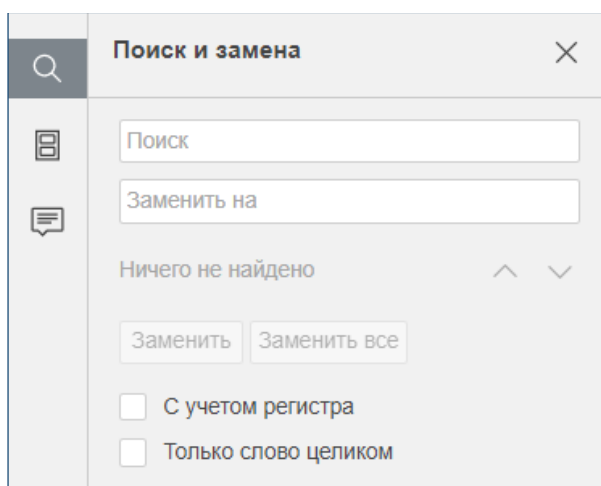 Поиск и замена
Поиск
Заменить на
Ничего не найдено
Заменить Заменить все
С учетом регистра
Только слово целиком